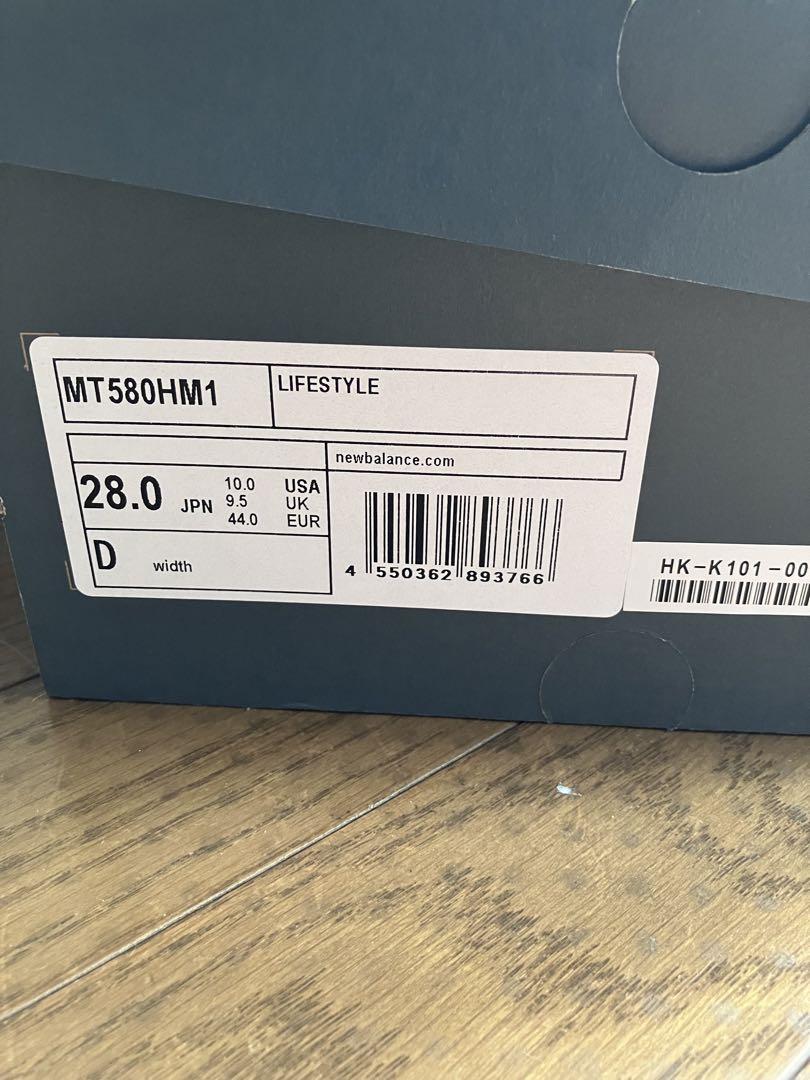 MT580HM1
LIFESTYLE
newbalance.com
28.0 JPN
10.0 USA
9.5 UK
44.0 EUR
D width
4 550362 893766
HK-K101-00